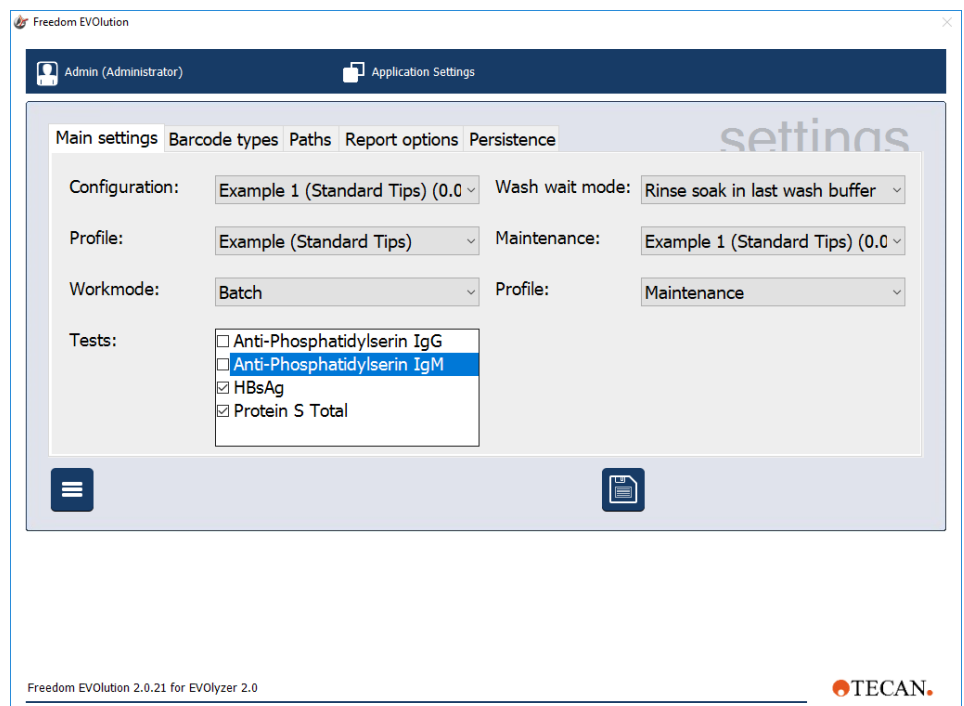 Freedom EVOlution
Admin (Administrator) Application Settings
settings
Main settings Barcode types Paths Report options Persistence
Configuration: Example 1 (Standard Tips) (0.0 Wash wait mode: Rinse soak in last wash buffer
Profile: Example (Standard Tips) Maintenance: Example 1 (Standard Tips) (0.0
Workmode: Batch Profile: Maintenance
Tests: Anti-Phosphatidylserin IgG
Anti-Phosphatidylserin IgM
HBsAg
Protein S Total
Freedom EVOlution 2.0.21 for EVOlyzer 2.0 TECAN.